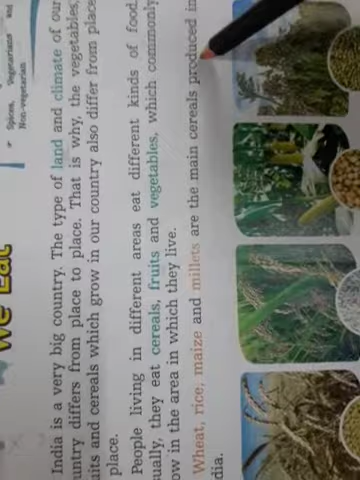 Spices, Vegetarians and
Non-vegetarian
We Eat
India is a very big country. The type of land and climate of our
untry differs from place to place. That is why, the vegetables,
uits and cereals which grow in our country also differ from place
place.
People living in different areas eat different kinds of food.
ually, they eat cereals, fruits and vegetables, which commonly
ow in the area in which they live.
Wheat, rice, maize and millets are the main cereals produced in
dia.